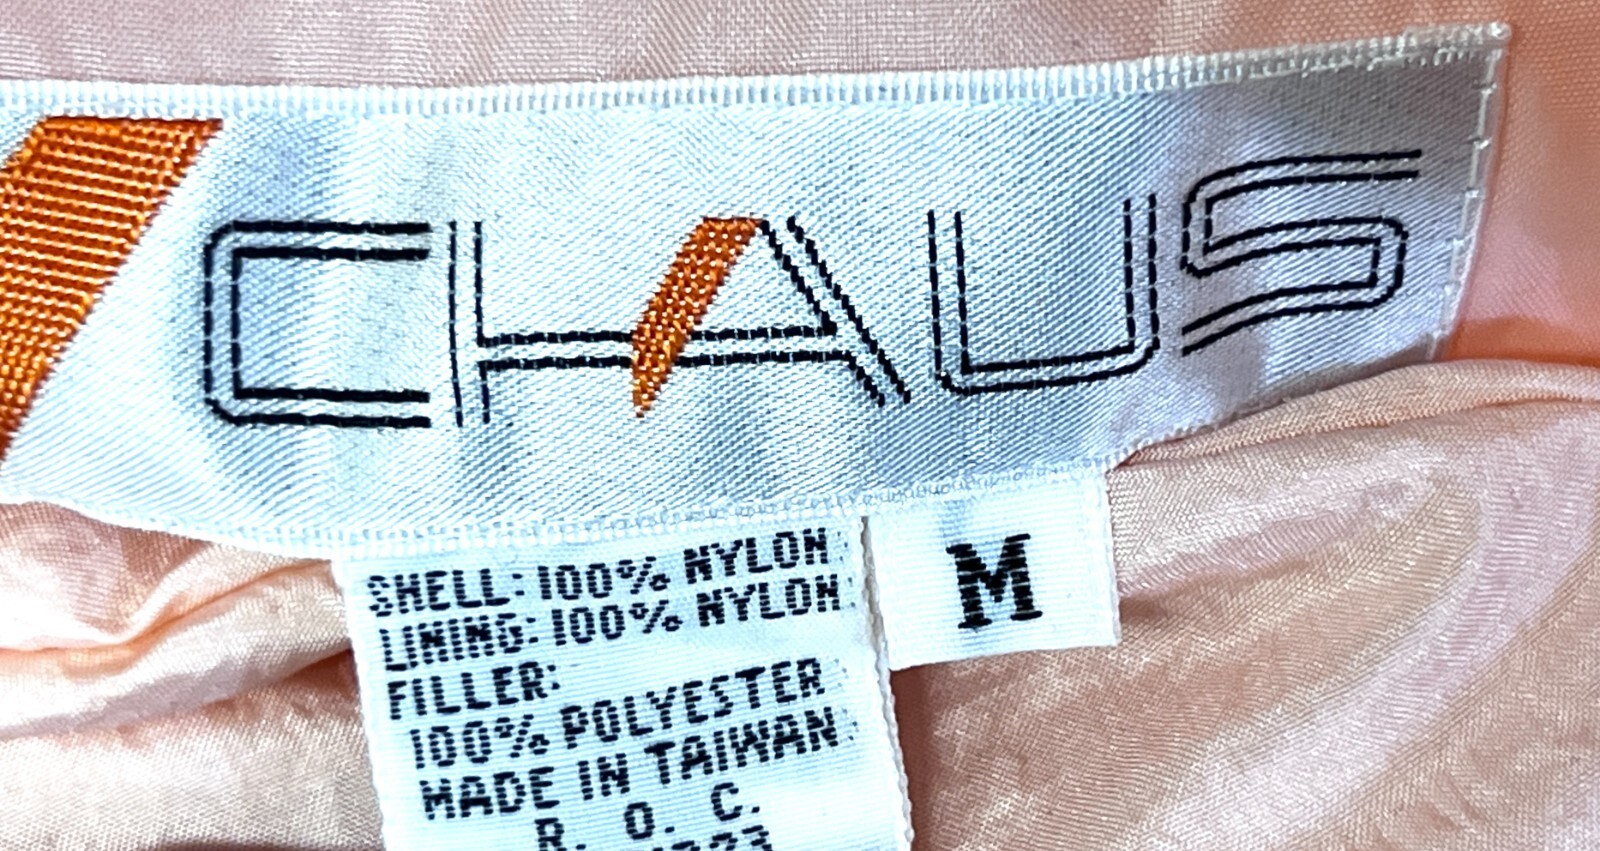 CHAUS
M
SHELL: 100% NYLON
LINING: 100% NYLON
FILLER:
100% POLYESTER
MADE IN TAIWAN
R. O. C.